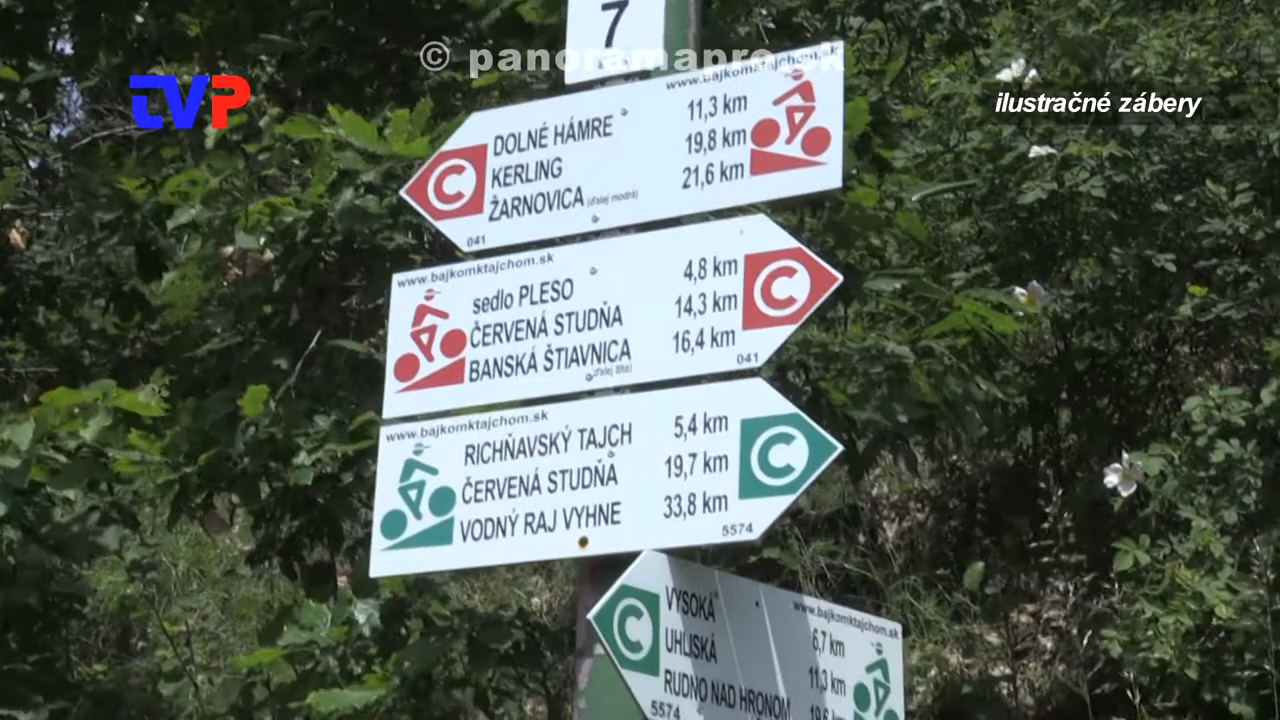 7
© panoramapro.sk
TVP
ilustračné zábery
www.bajkomktajchom.sk
DOLNÉ HÁMRE 11,3 km
KERLING 19,8 km
ŽARNOVICA (ďalej modrá) 21,6 km
C
041
www.bajkomktajchom.sk
sedlo PLESO 4,8 km
ČERVENÁ STUDŇA 14,3 km
BANSKÁ ŠTIAVNICA 16,4 km
(ďalej žltá)
C
041
www.bajkomktajchom.sk
RICHŇAVSKÝ TAJCH 5,4 km
ČERVENÁ STUDŇA 19,7 km
VODNÝ RAJ VYHNE 33,8 km
C
5574
www.bajkomktajchom.sk
VYSOKÁ 6,7 km
UHLISKÁ 11,3 km
RUDNO NAD HRONOM
C
5574